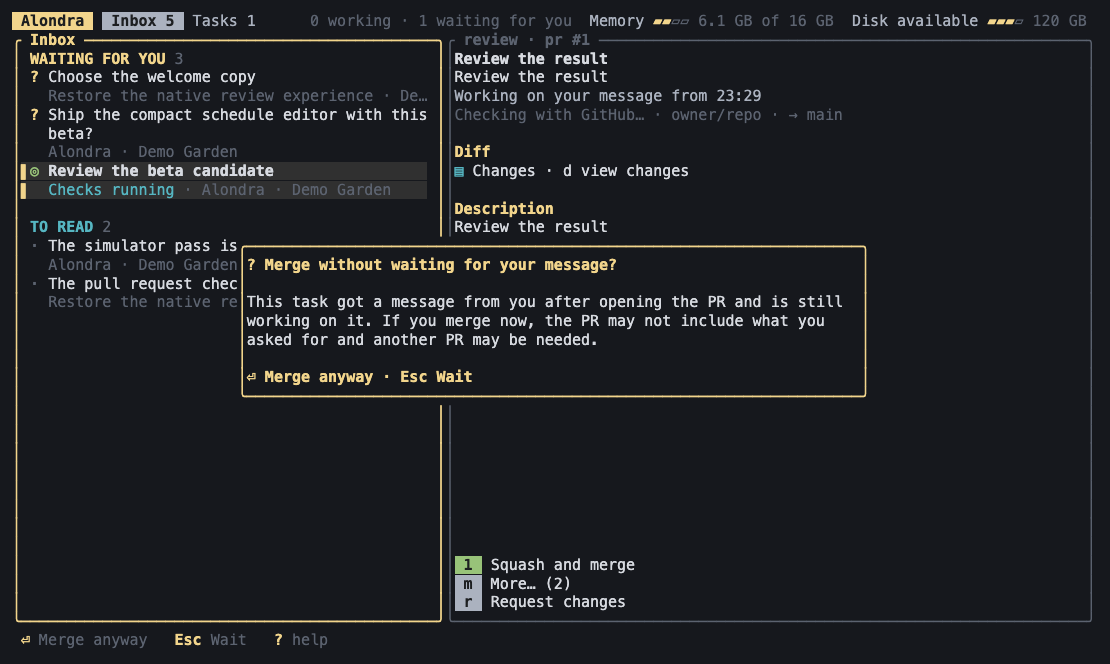 Alondra Inbox 5 Tasks 1 0 working · 1 waiting for you Memory 6.1 GB of 16 GB Disk available 120 GB
Inbox
WAITING FOR YOU 3
? Choose the welcome copy
Restore the native review experience · De…
? Ship the compact schedule editor with this
beta?
Alondra · Demo Garden
◎ Review the beta candidate
Checks running · Alondra · Demo Garden
TO READ 2
· The simulator pass is
Alondra · Demo Garden
· The pull request chec
Restore the native re
review · pr #1
Review the result
Review the result
Working on your message from 23:29
Checking with GitHub… · owner/repo · → main
Diff
▤ Changes · d view changes
Description
Review the result
? Merge without waiting for your message?
This task got a message from you after opening the PR and is still
working on it. If you merge now, the PR may not include what you
asked for and another PR may be needed.
⏎ Merge anyway · Esc Wait
1 Squash and merge
m More… (2)
r Request changes
⏎ Merge anyway Esc Wait ? help